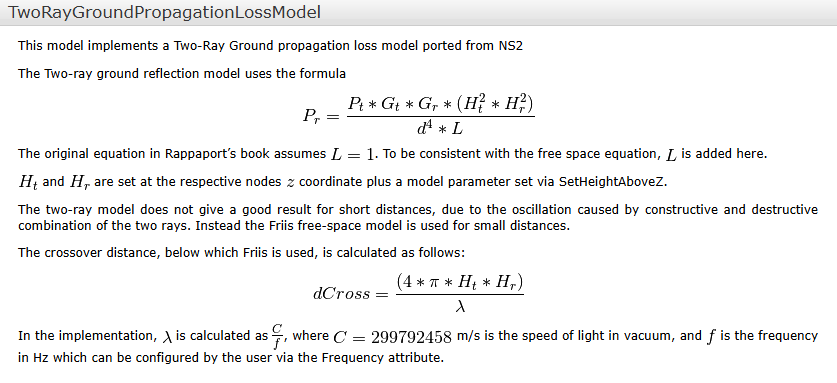 TwoRayGroundPropagationLossModel
This model implements a Two-Ray Ground propagation loss model ported from NS2
The Two-ray ground reflection model uses the formula
P_r = \frac{P_t * G_t * G_r * (H_t^2 * H_r^2)}{d^4 * L}
The original equation in Rappaport’s book assumes L = 1. To be consistent with the free space equation, L is added here.
H_t and H_r are set at the respective nodes z coordinate plus a model parameter set via SetHeightAboveZ.
The two-ray model does not give a good result for short distances, due to the oscillation caused by constructive and destructive
combination of the two rays. Instead the Friis free-space model is used for small distances.
The crossover distance, below which Friis is used, is calculated as follows:
dCross = \frac{(4 * π * H_t * H_r)}{λ}
In the implementation, λ is calculated as \frac{C}{f}, where C = 299792458 m/s is the speed of light in vacuum, and f is the frequency
in Hz which can be configured by the user via the Frequency attribute.